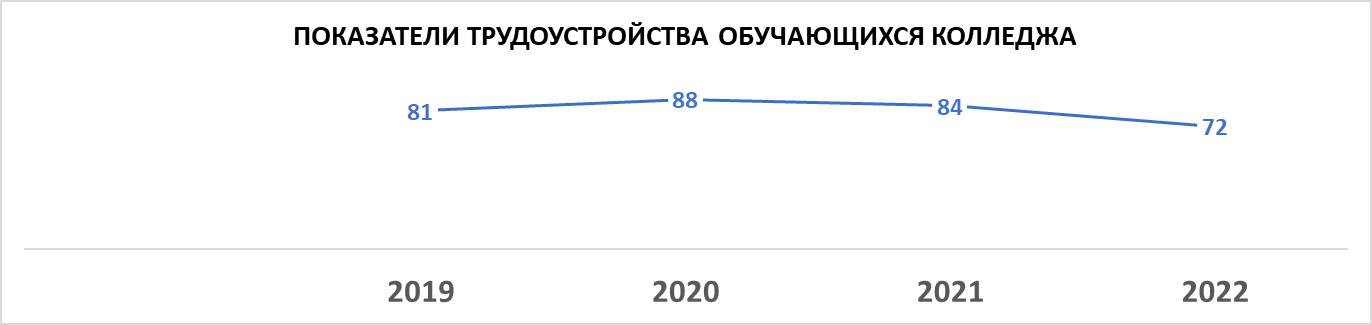 ПОКАЗАТЕЛИ ТРУДОУСТРОЙСТВА ОБУЧАЮЩИХСЯ КОЛЛЕДЖА
81 88 84 72
2019 2020 2021 2022